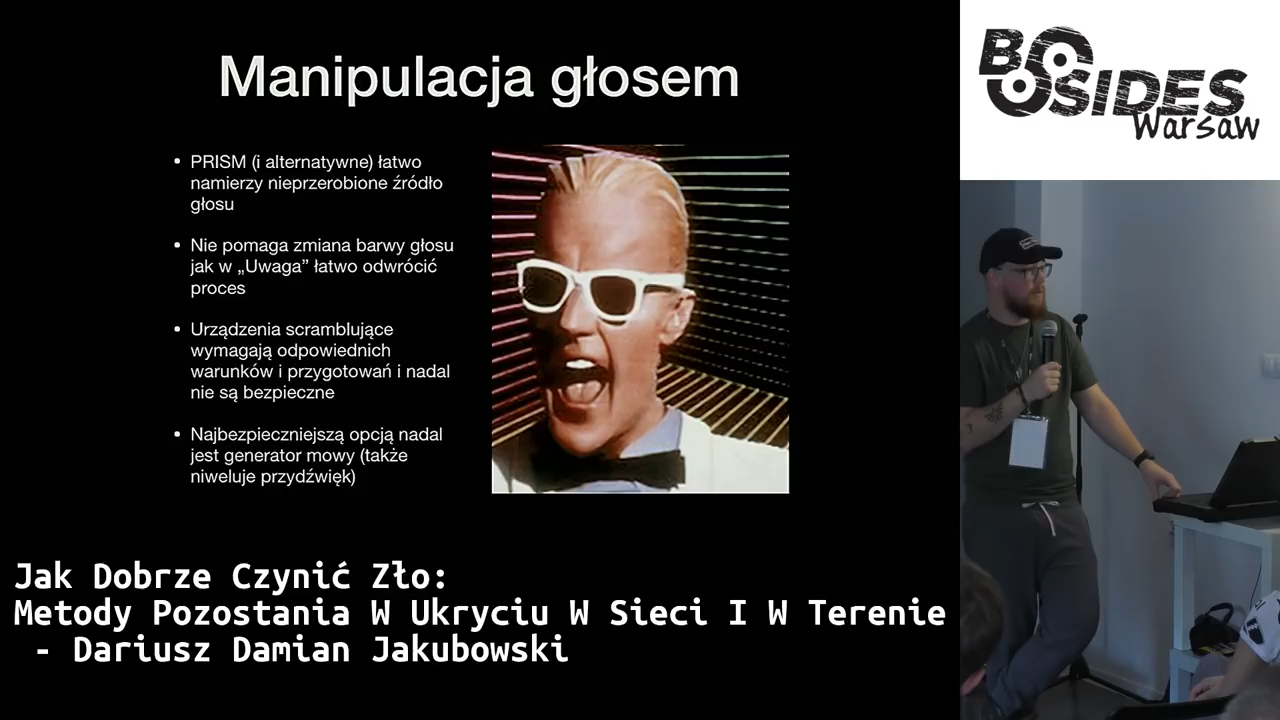 Manipulacja głosem
• PRISM (i alternatywne) łatwo
namierzy nieprzerobione źródło
głosu
• Nie pomaga zmiana barwy głosu
jak w „Uwaga” łatwo odwrócić
proces
• Urządzenia scramblujące
wymagają odpowiednich
warunków i przygotowań i nadal
nie są bezpieczne
• Najbezpieczniejszą opcją nadal
jest generator mowy (także
niweluje przydźwięk)
BSIDES
Warsaw
Jak Dobrze Czynić Zło:
Metody Pozostania W Ukryciu W Sieci I W Terenie
- Dariusz Damian Jakubowski